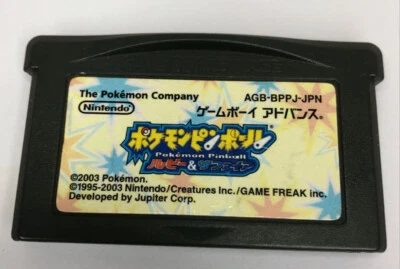 The Pokémon Company
AGB-BPPJ-JPN
Nintendo
ゲームボーイ アドバンス®
ポケモンピンボール
Pokémon Pinball
ルビー&サファイア
©2003 Pokémon.
©1995-2003 Nintendo/Creatures Inc./GAME FREAK inc.
Developed by Jupiter Corp.